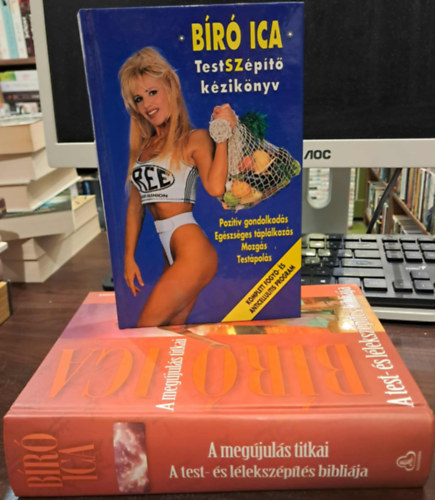 BÍRÓ ICA
TestSZépítő
kézikönyv
REE
Pozitív gondolkodás
Egészséges táplálkozás
Mozgás
Testápolás
KOMPLETT FOGYÓ- ÉS
ANTICELLULITIS PROGRAM
AOC
BÍRÓ ICA
A megújulás titkai
A test- és lélekszépítés bibliája
BÍRÓ
ICA
A megújulás titkai
A test- és lélekszépítés bibliája